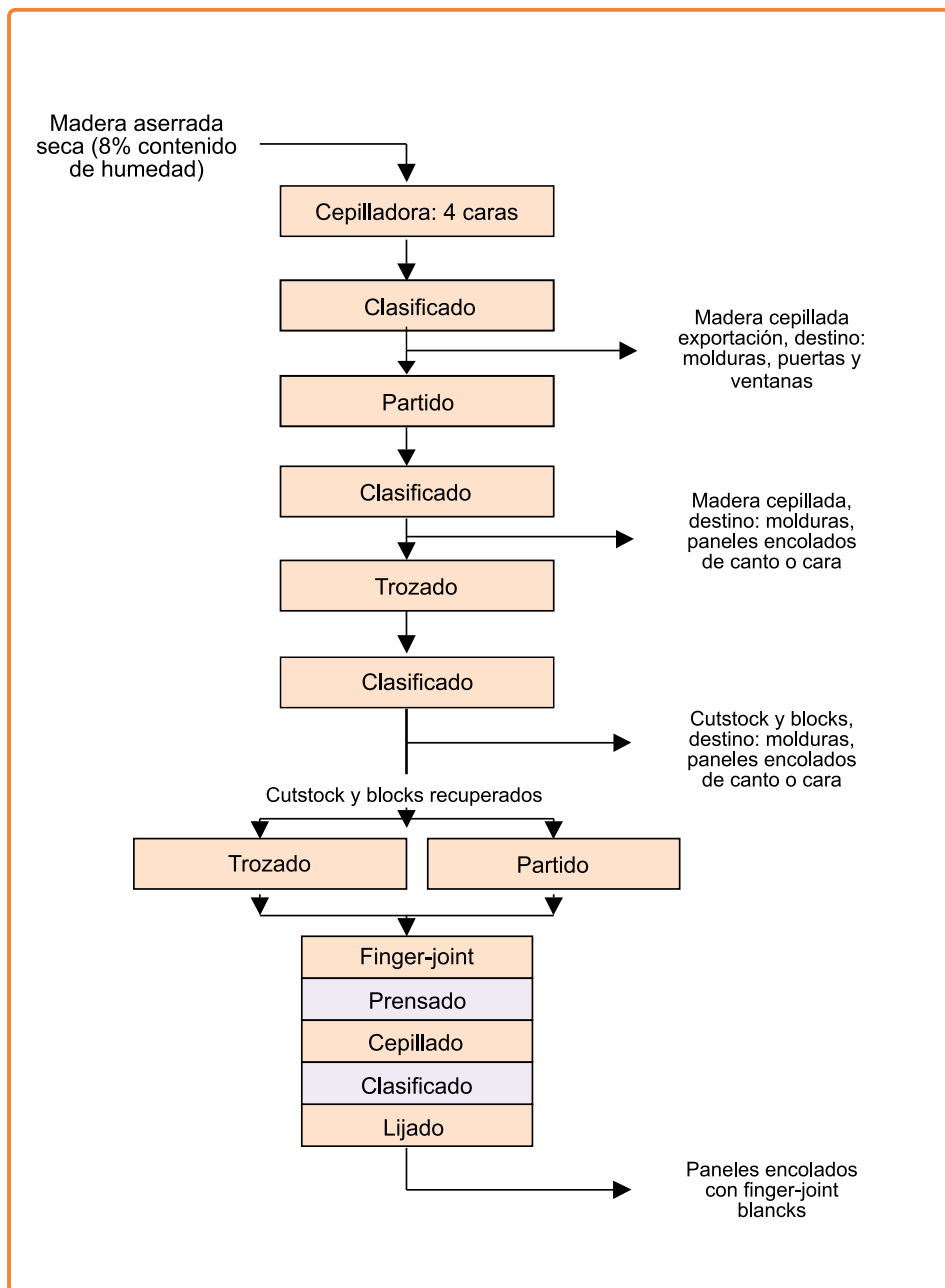 Madera aserrada
seca (8% contenido
de humedad)
Cepilladora: 4 caras
Clasificado
Madera cepillada
exportación, destino:
molduras, puertas y
ventanas
Partido
Clasificado
Madera cepillada,
destino: molduras,
paneles encolados
de canto o cara
Trozado
Clasificado
Cutstock y blocks,
destino: molduras,
paneles encolados
de canto o cara
Cutstock y blocks recuperados
Trozado
Partido
Finger-joint
Prensado
Cepillado
Clasificado
Lijado
Paneles encolados
con finger-joint
blancks